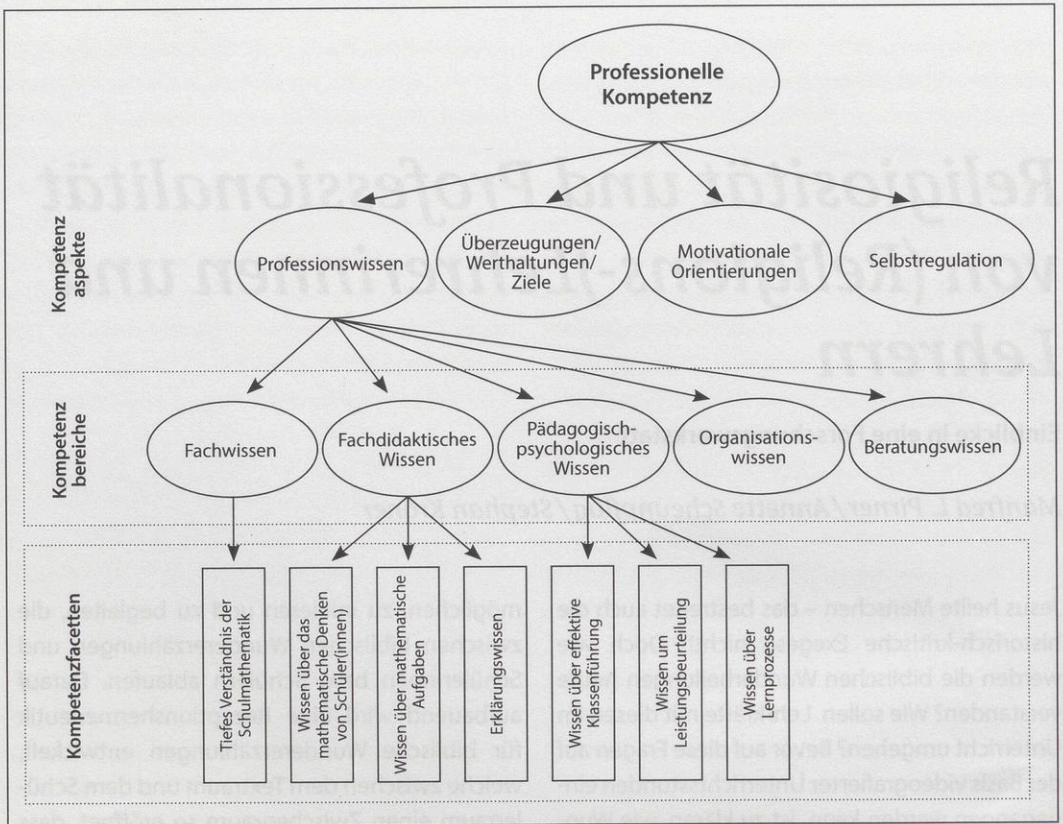 Professionelle
Kompetenz
Kompetenz
aspekte
Professionswissen
Überzeugungen/
Werthaltungen/
Ziele
Motivationale
Orientierungen
Selbstregulation
Kompetenz
bereiche
Fachwissen
Fachdidaktisches
Wissen
Pädagogisch-
psychologisches
Wissen
Organisations-
wissen
Beratungswissen
Kompetenzfacetten
Tiefes Vertändnis der
Schulmathematik
Wissen über das
mathematische Denken
von Schüler(innen)
Wissen über mathematische
Aufgaben
Erklärungswissen
Wissen über effektive
Klassenführung
Wissen um
Leitungsbeurteilung
Wissen über
Lernprozesse